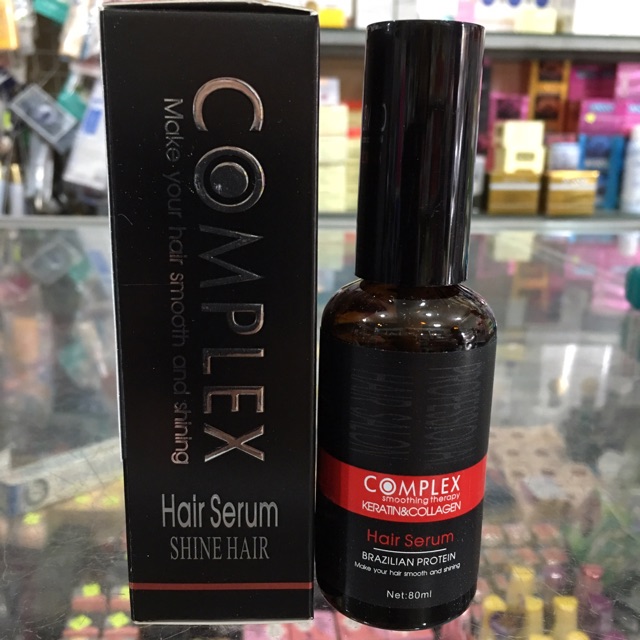 COMPLEX
Make your hair smooth and shining
Hair Serum
SHINE HAIR
COMPLEX
smoothing therapy
KERATIN&COLLAGEN
Hair Serum
BRAZILIAN PROTEIN
Make your hair smooth and shining
Net:80ml